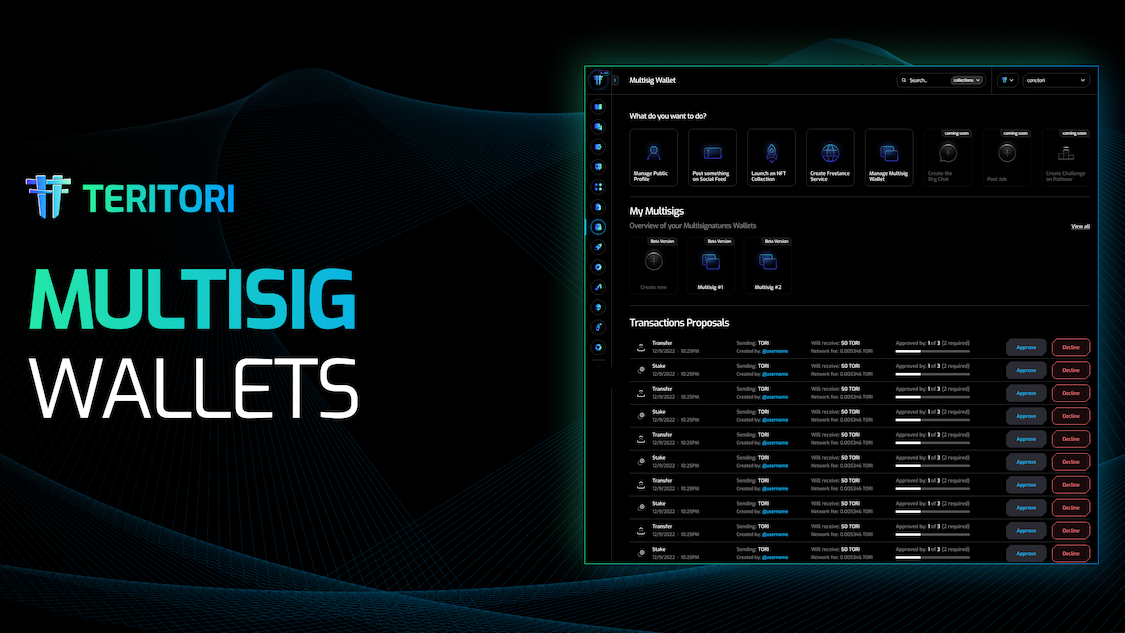 TERITORI
MULTISIG
WALLETS
Multisig Wallet
Search...
collections
cons:tori
What do you want to do?
Manage Public
Profile
Post something
on Social Feed
Launch an NFT
Collection
Create Freelance
Service
Manage Multisig
Wallet
coming soon
Create the
Org Chat
coming soon
Post Job
coming soon
Create Challenge
on Pathwar
My Multisigs
Overview of your Multisignatures Wallets
View all
Beta Version
Create new
Beta Version
Multisig #1
Beta Version
Multisig #2
Transactions Proposals
Transfer Sending: TORI Will receive: 50 TORI Approved by: 1 of 3 (2 required) Approve Decline
12/9/2022 10:25PM Created by: @username Network fee: 0.005346 TORI
Stake Sending: TORI Will receive: 50 TORI Approved by: 1 of 3 (2 required) Approve Decline
12/9/2022 10:25PM Created by: @username Network fee: 0.005346 TORI
Transfer Sending: TORI Will receive: 50 TORI Approved by: 1 of 3 (2 required) Approve Decline
12/9/2022 10:25PM Created by: @username Network fee: 0.005346 TORI
Stake Sending: TORI Will receive: 50 TORI Approved by: 1 of 3 (2 required) Approve Decline
12/9/2022 10:25PM Created by: @username Network fee: 0.005346 TORI
Transfer Sending: TORI Will receive: 50 TORI Approved by: 1 of 3 (2 required) Approve Decline
12/9/2022 10:25PM Created by: @username Network fee: 0.005346 TORI
Stake Sending: TORI Will receive: 50 TORI Approved by: 1 of 3 (2 required) Approve Decline
12/9/2022 10:25PM Created by: @username Network fee: 0.005346 TORI
Transfer Sending: TORI Will receive: 50 TORI Approved by: 1 of 3 (2 required) Approve Decline
12/9/2022 10:25PM Created by: @username Network fee: 0.005346 TORI
Stake Sending: TORI Will receive: 50 TORI Approved by: 1 of 3 (2 required) Approve Decline
12/9/2022 10:25PM Created by: @username Network fee: 0.005346 TORI
Transfer Sending: TORI Will receive: 50 TORI Approved by: 1 of 3 (2 required) Approve Decline
12/9/2022 10:25PM Created by: @username Network fee: 0.005346 TORI
Stake Sending: TORI Will receive: 50 TORI Approved by: 1 of 3 (2 required) Approve Decline
12/9/2022 10:25PM Created by: @username Network fee: 0.005346 TORI